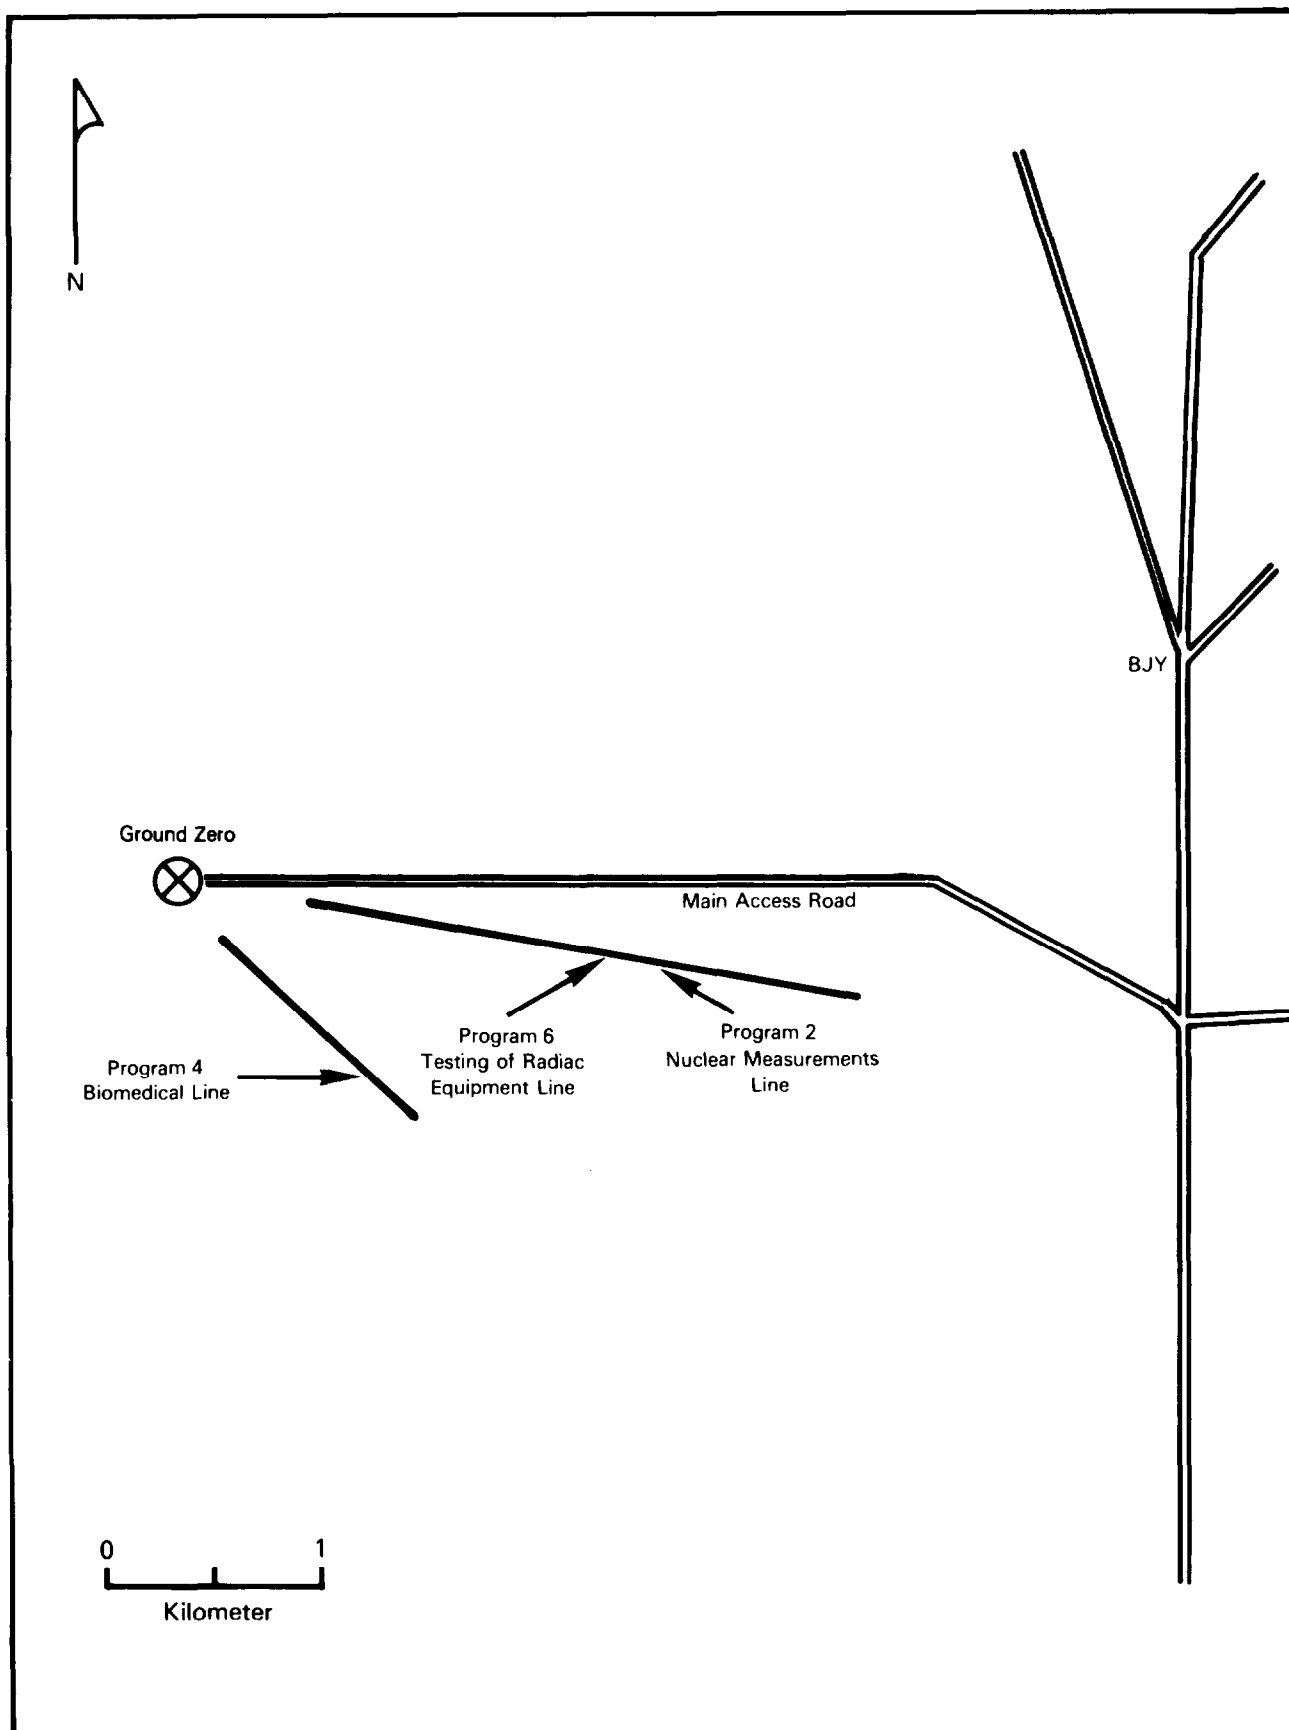 N
BJY
Ground Zero
Main Access Road
Program 6
Testing of Radiac
Equipment Line
Program 2
Nuclear Measurements
Line
Program 4
Biomedical Line
0 1
Kilometer